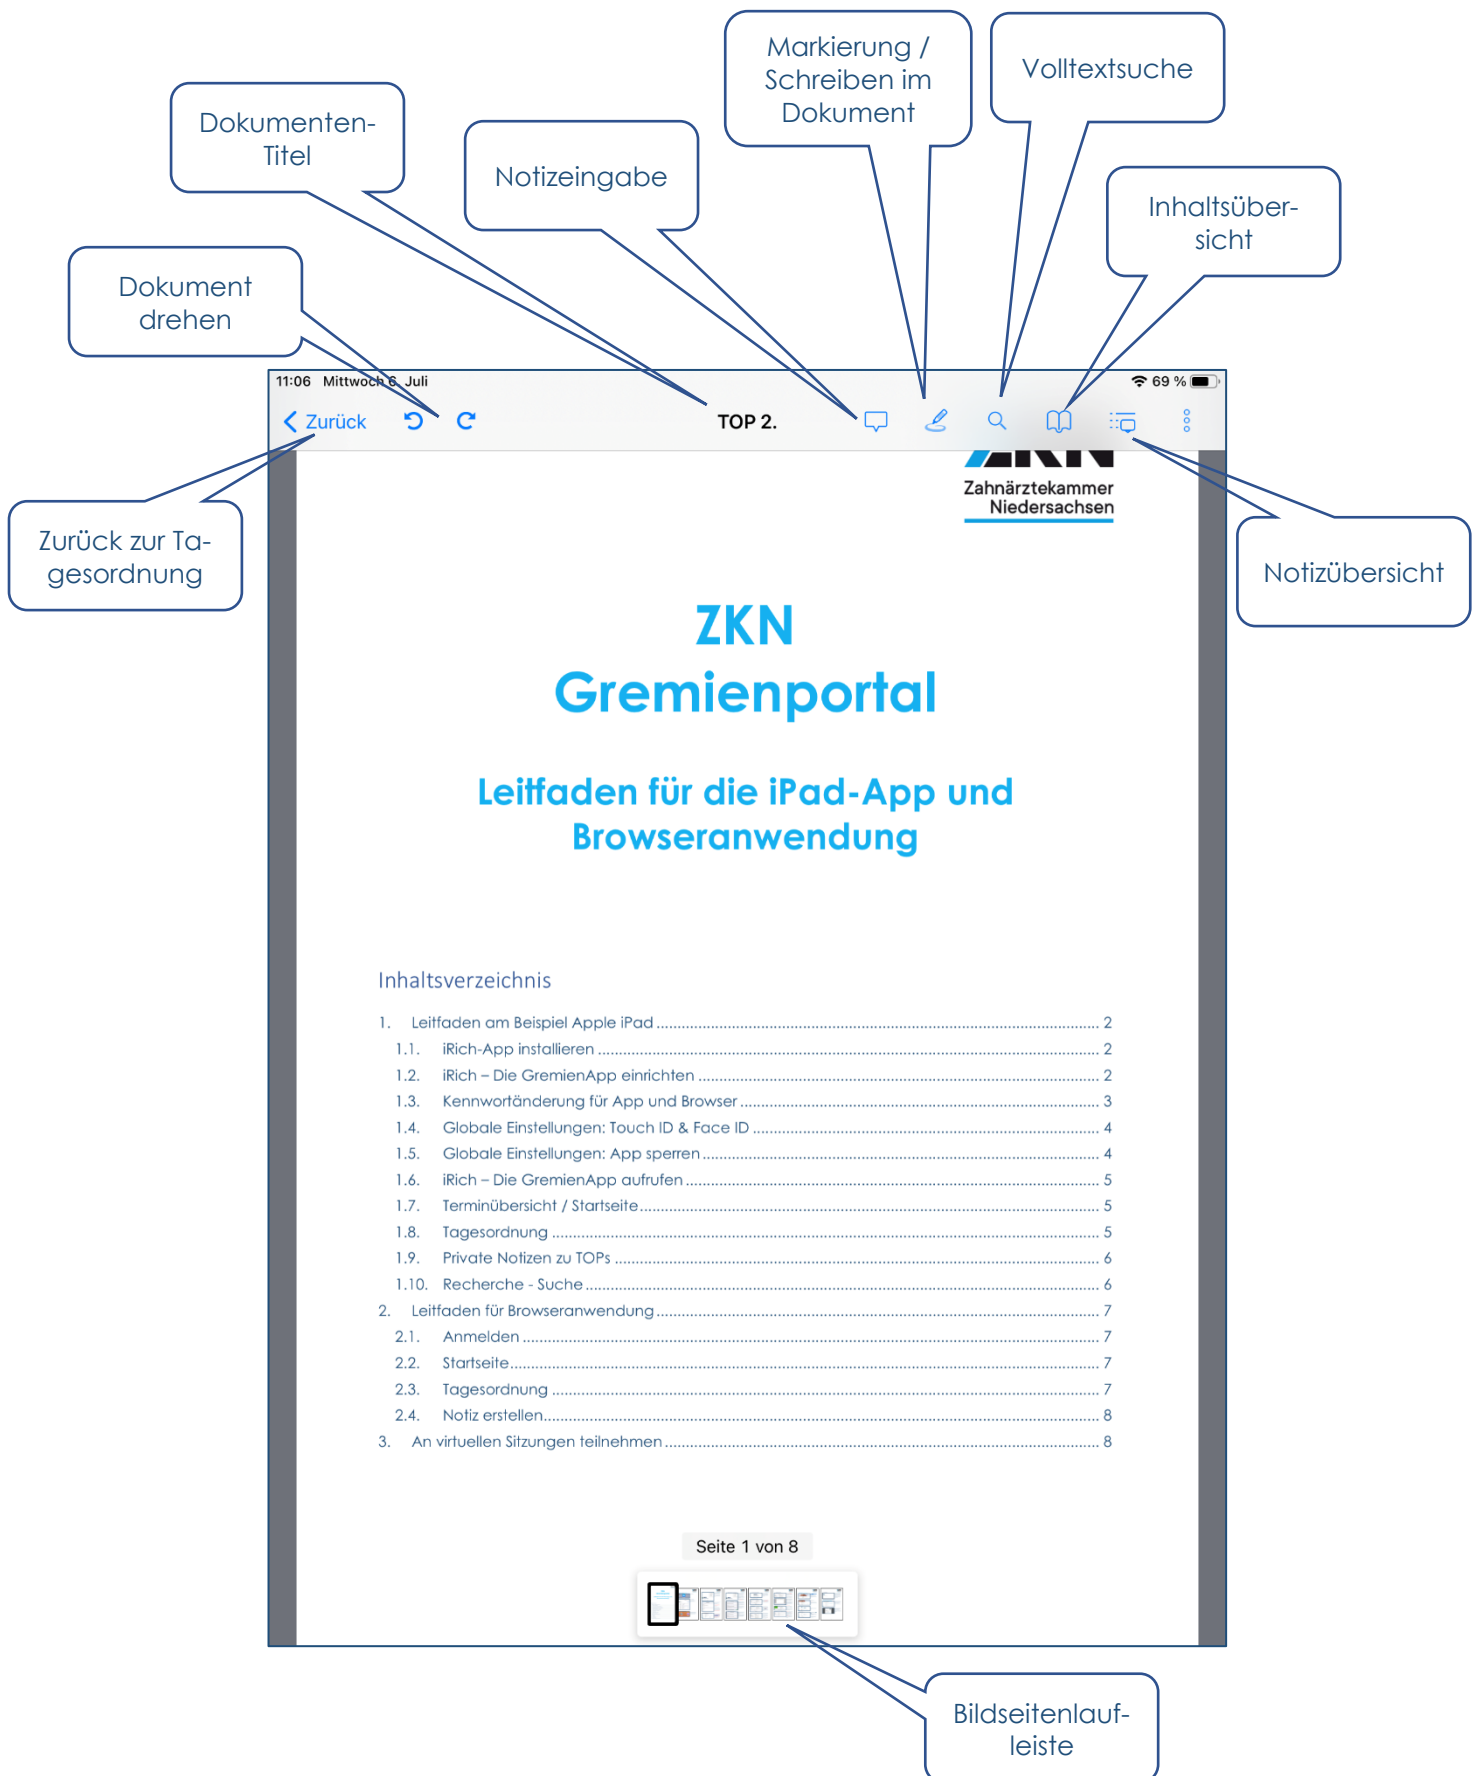 Markierung /
Schreiben im
Dokument
Volltextsuche
Dokumenten-
Titel
Notizeingabe
Inhaltsüber-
sicht
Dokument
drehen
11:06 Mittwoch 6. Juli
69 %
Zurück
TOP 2.
ZKN
Zahnärztekammer
Niedersachsen
Zurück zur Ta-
gesordnung
Notizübersicht
ZKN
Gremienportal
Leitfaden für die iPad-App und
Browseranwendung
Inhaltsverzeichnis
1. Leitfaden am Beispiel Apple iPad 2
1.1. iRich-App installieren 2
1.2. iRich – Die GremienApp einrichten 2
1.3. Kennwortänderung für App und Browser 3
1.4. Globale Einstellungen: Touch ID & Face ID 4
1.5. Globale Einstellungen: App sperren 4
1.6. iRich – Die GremienApp aufrufen 5
1.7. Terminübersicht / Startseite 5
1.8. Tagesordnung 5
1.9. Private Notizen zu TOPs 6
1.10. Recherche - Suche 6
2. Leitfaden für Browseranwendung 7
2.1. Anmelden 7
2.2. Startseite 7
2.3. Tagesordnung 7
2.4. Notiz erstellen 8
3. An virtuellen Sitzungen teilnehmen 8
Seite 1 von 8
Bildseitenlauf-
leiste